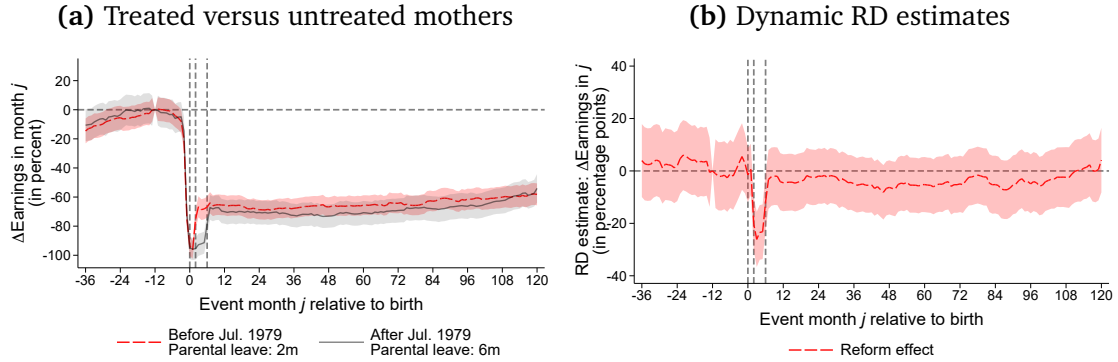 (a) Treated versus untreated mothers
ΔEarnings in month j
(in percent)
20
0
-20
-40
-60
-80
-100
-36 -24 -12 0 12 24 36 48 60 72 84 96 108 120
Event month j relative to birth
Before Jul. 1979
Parental leave: 2m
After Jul. 1979
Parental leave: 6m
(b) Dynamic RD estimates
RD estimate: ΔEarnings in j
(in percentage points)
40
20
0
-20
-40
-36 -24 -12 0 12 24 36 48 60 72 84 96 108 120
Event month j relative to birth
Reform effect